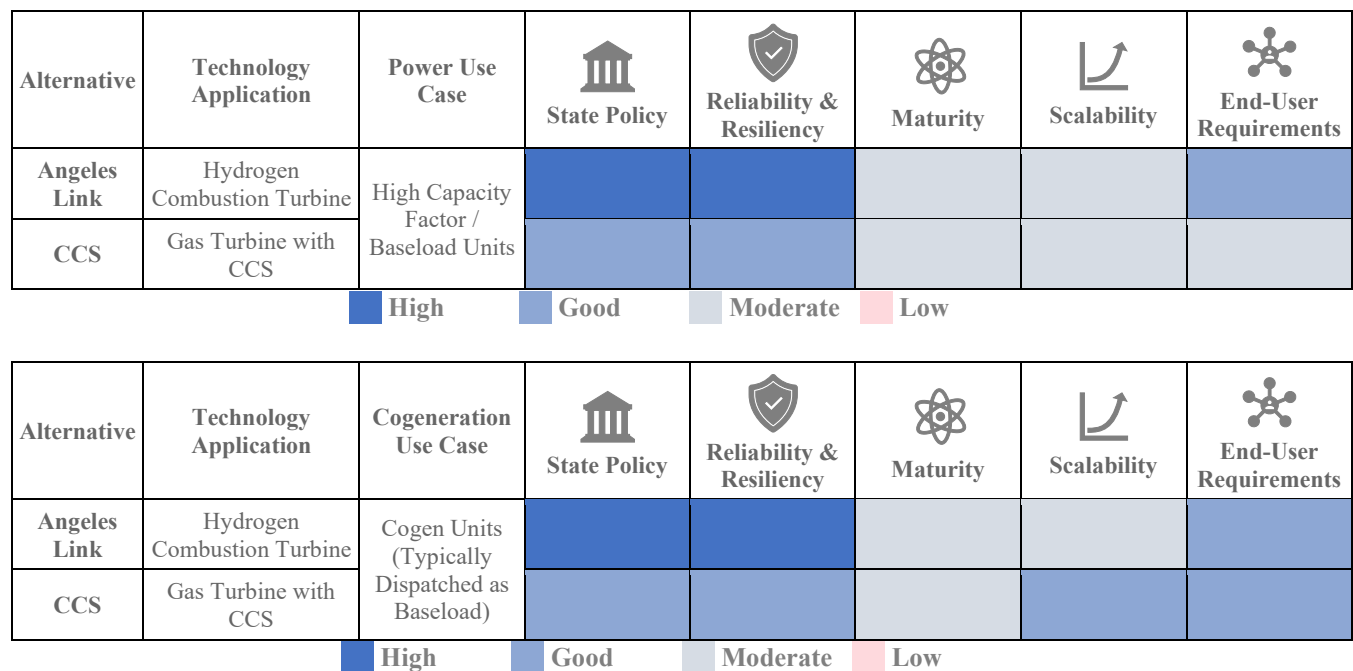 Alternative
Technology
Application
Power Use
Case
State Policy
Reliability &
Resiliency
Maturity
Scalability
End-User
Requirements
Angeles
Link
Hydrogen
Combustion Turbine
High Capacity
Factor /
Baseload Units
CCS
Gas Turbine with
CCS
High
Good
Moderate
Low
Alternative
Technology
Application
Cogeneration
Use Case
State Policy
Reliability &
Resiliency
Maturity
Scalability
End-User
Requirements
Angeles
Link
Hydrogen
Combustion Turbine
Cogen Units
(Typically
Dispatched as
Baseload)
CCS
Gas Turbine with
CCS
High
Good
Moderate
Low